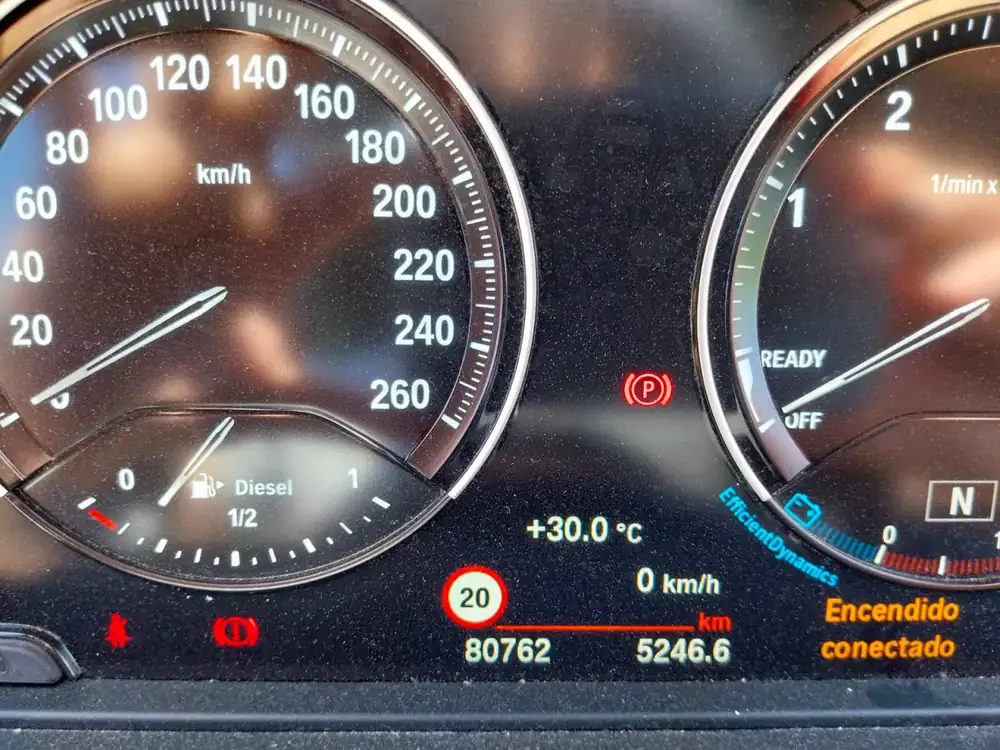 120 140
100 160
80 180
km/h
60 200
40 220
20 240
0 260
0 Diesel 1
1/2
2
1/min x
1
READY
OFF
P
N
0 1
EfficientDynamics
+30.0 °C
20
0 km/h
km
80762 5246.6
Encendido
conectado